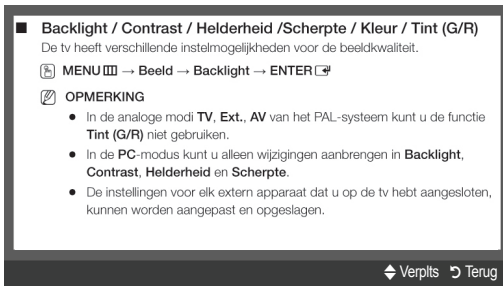 ■ Backlight / Contrast / Helderheid /Scherpte / Kleur / Tint (G/R)
De tv heeft verschillende instelmogelijkheden voor de beeldkwaliteit.
MENU → Beeld → Backlight → ENTER
OPMERKING
● In de analoge modi TV, Ext., AV van het PAL-systeem kunt u de functie
Tint (G/R) niet gebruiken.
● In de PC-modus kunt u alleen wijzigingen aanbrengen in Backlight,
Contrast, Helderheid en Scherpte.
● De instellingen voor elk extern apparaat dat u op de tv hebt aangesloten,
kunnen worden aangepast en opgeslagen.
Verplts Terug